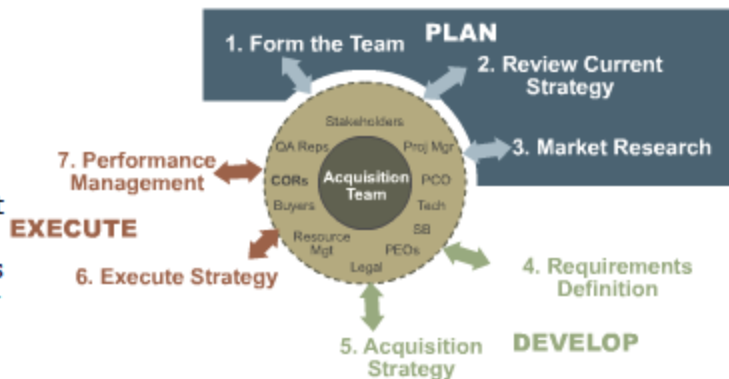 PLAN
1. Form the Team
2. Review Current
Strategy
3. Market Research
Stakeholders
QA Reps
Proj Mgr
CORs
Acquisition
Team
PCO
Buyers
Tech
SB
Resource
Mgt
PEOs
Legal
7. Performance
Management
EXECUTE
6. Execute Strategy
4. Requirements
Definition
5. Acquisition
Strategy
DEVELOP